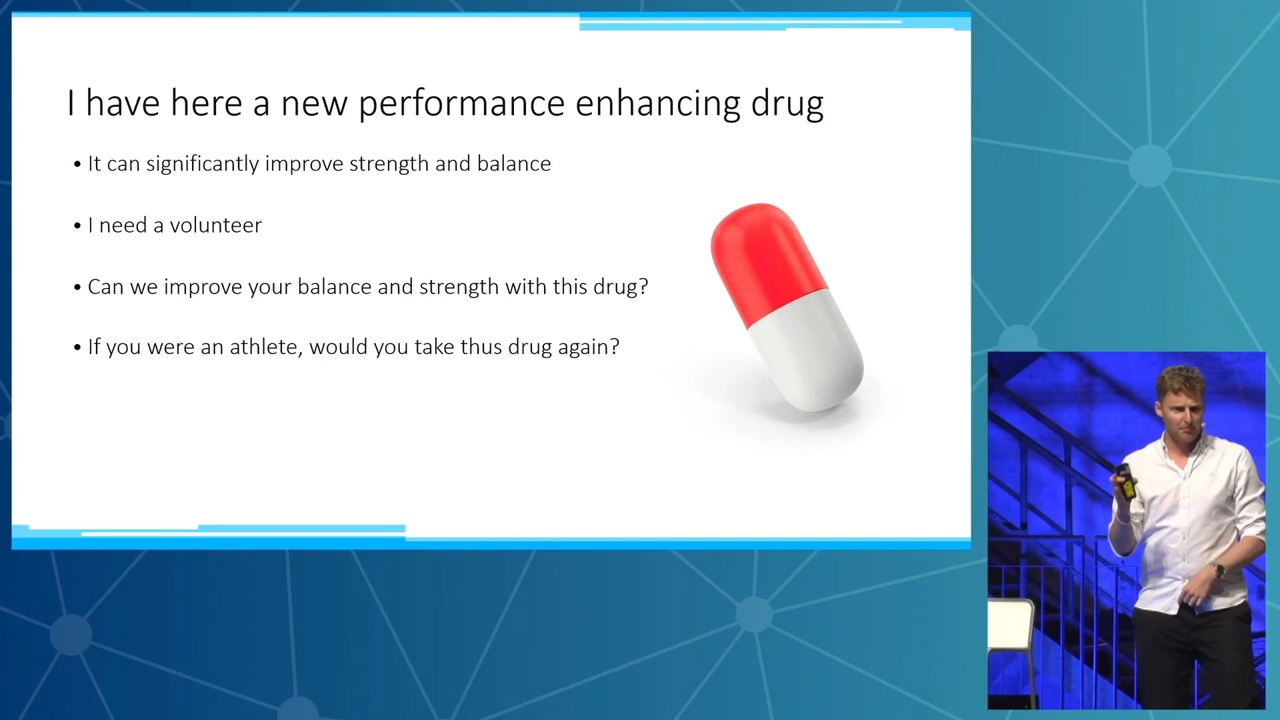 I have here a new performance enhancing drug
• It can significantly improve strength and balance
• I need a volunteer
• Can we improve your balance and strength with this drug?
• If you were an athlete, would you take thus drug again?